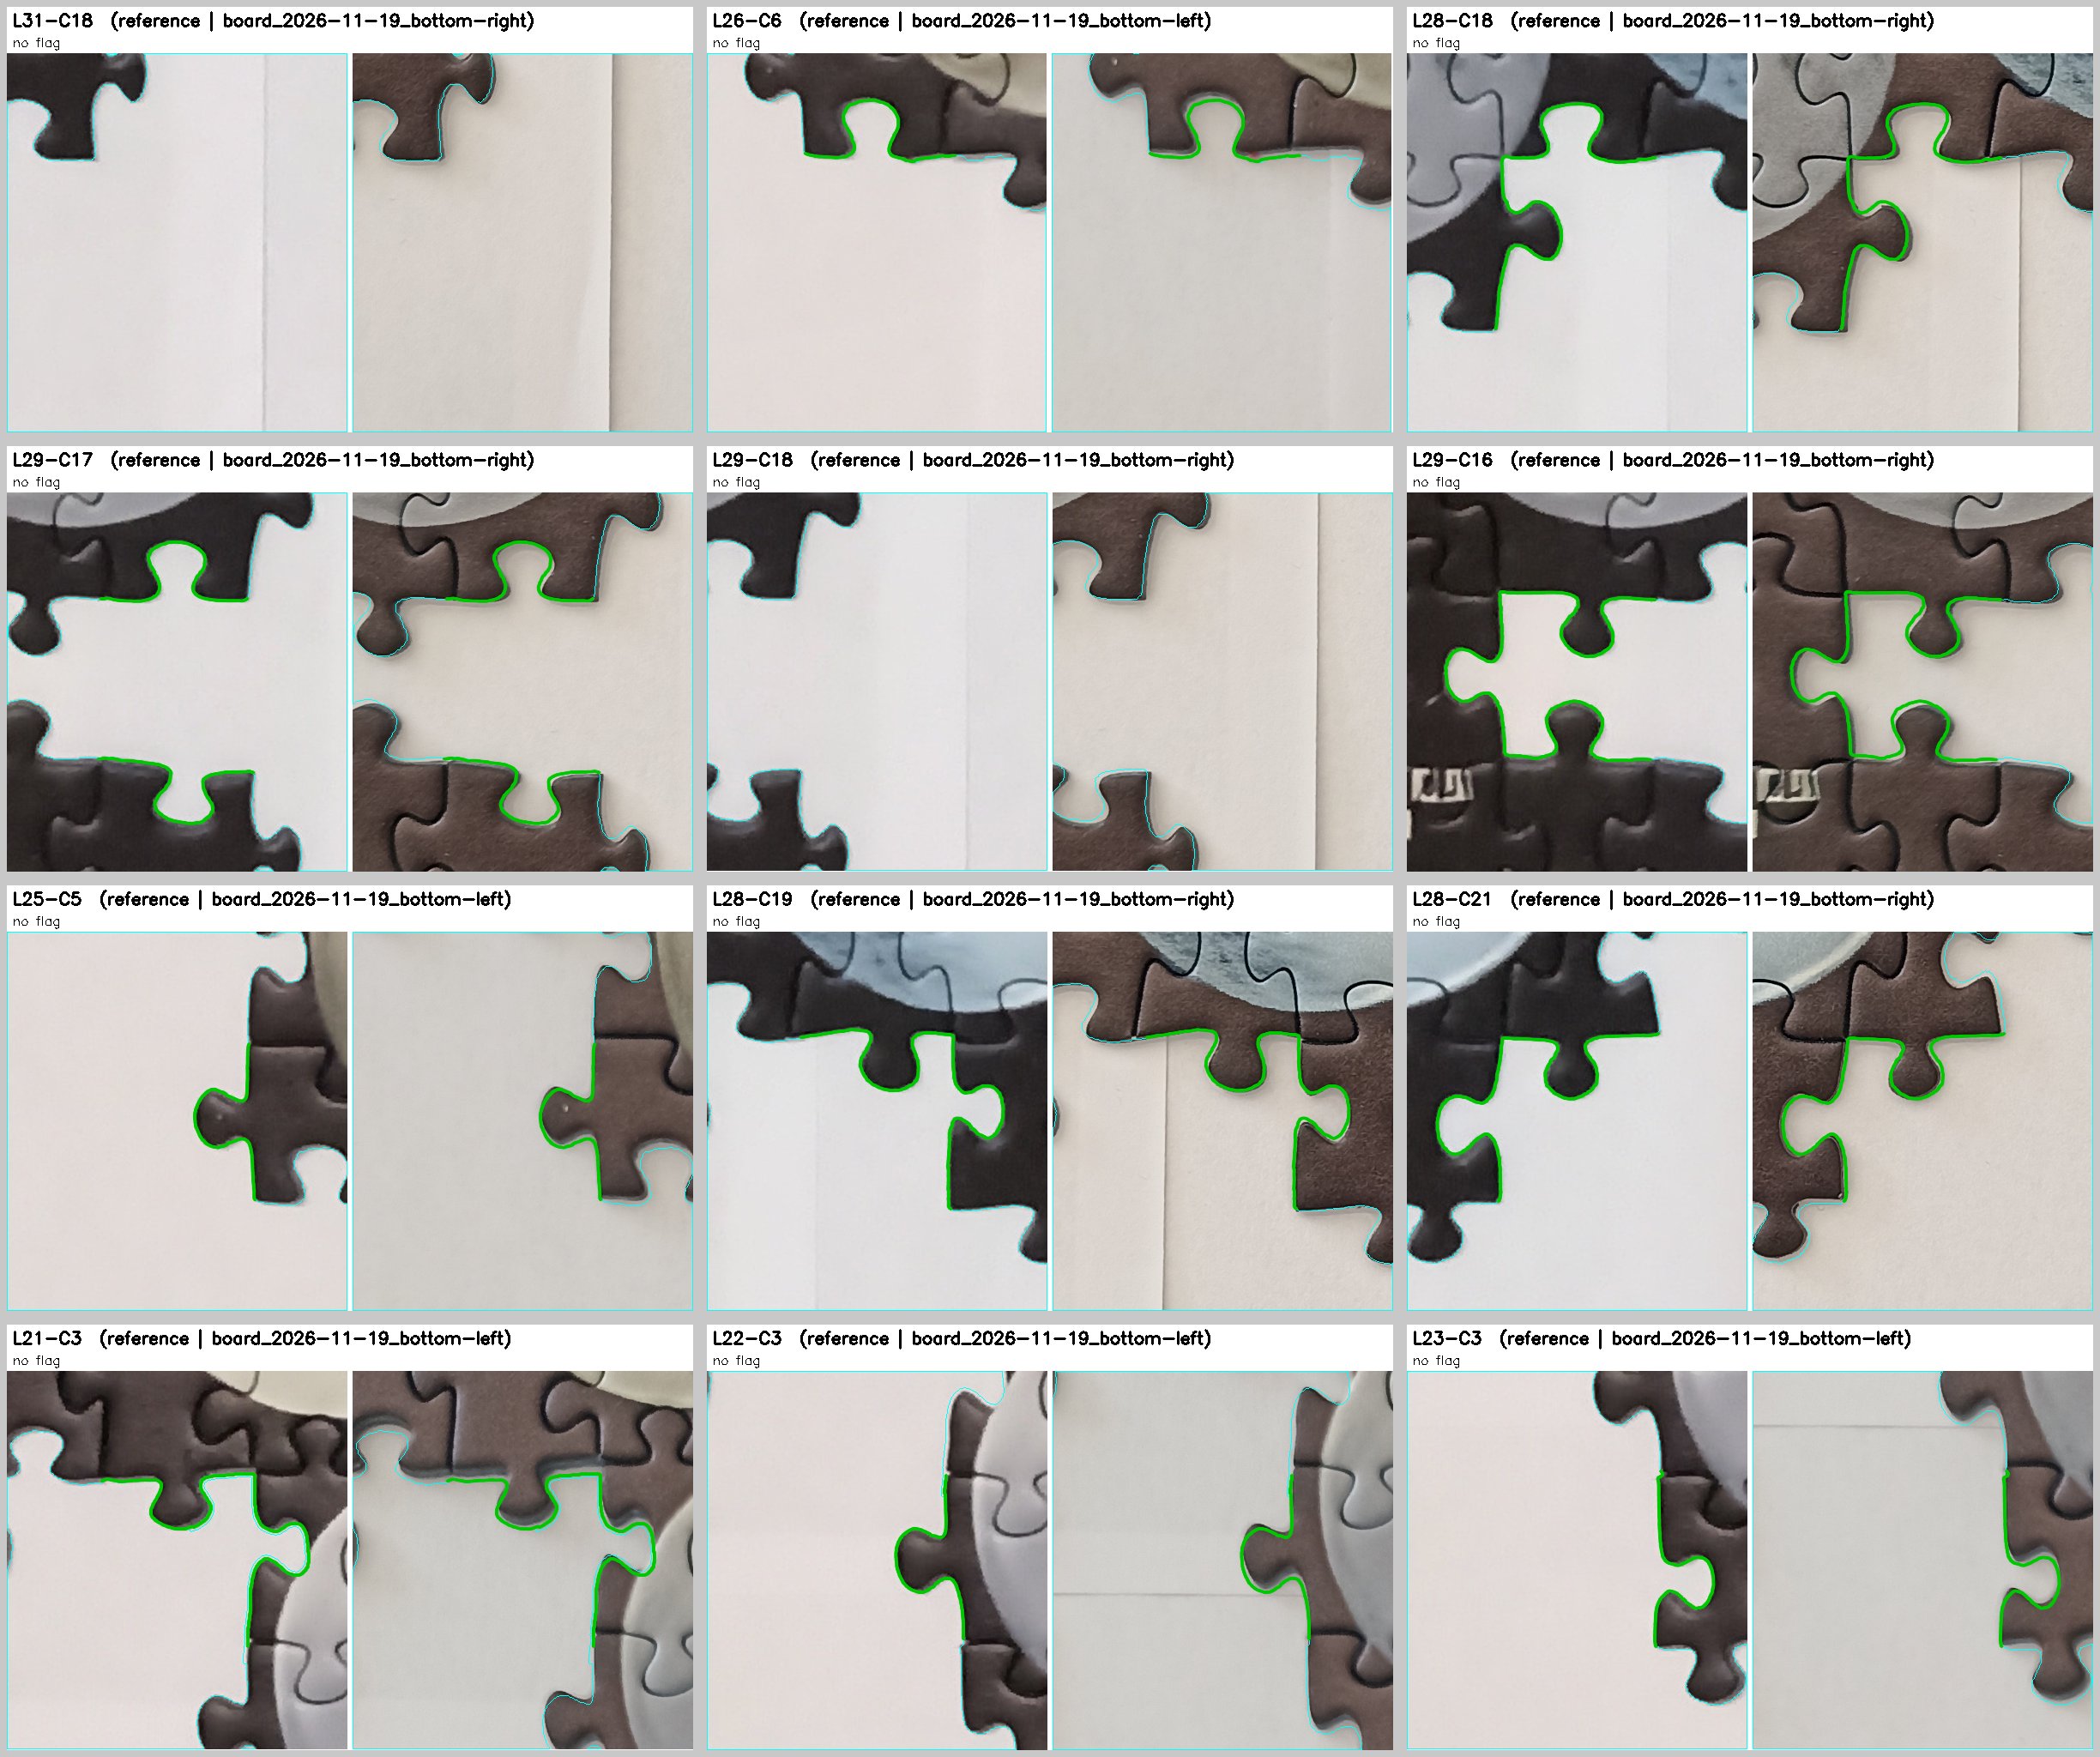 L31-C18 (reference | board_2026-11-19_bottom-right)
no flag
L26-C6 (reference | board_2026-11-19_bottom-left)
no flag
L28-C18 (reference | board_2026-11-19_bottom-right)
no flag
L29-C17 (reference | board_2026-11-19_bottom-right)
no flag
L29-C18 (reference | board_2026-11-19_bottom-right)
no flag
L29-C16 (reference | board_2026-11-19_bottom-right)
no flag
L25-C5 (reference | board_2026-11-19_bottom-left)
no flag
L28-C19 (reference | board_2026-11-19_bottom-right)
no flag
L28-C21 (reference | board_2026-11-19_bottom-right)
no flag
L21-C3 (reference | board_2026-11-19_bottom-left)
no flag
L22-C3 (reference | board_2026-11-19_bottom-left)
no flag
L23-C3 (reference | board_2026-11-19_bottom-left)
no flag